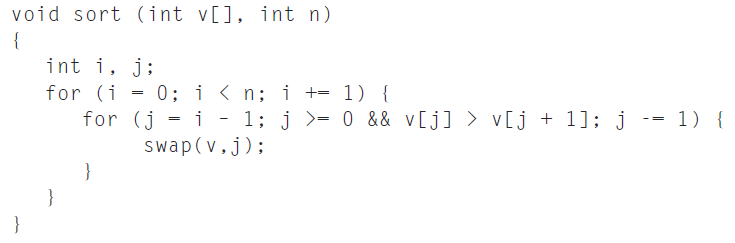 void sort (int v[], int n)
{
int i, j;
for (i = 0; i < n; i += 1) {
for (j = i - 1; j >= 0 && v[j] > v[j + 1]; j -= 1) {
swap(v,j);
}
}
}